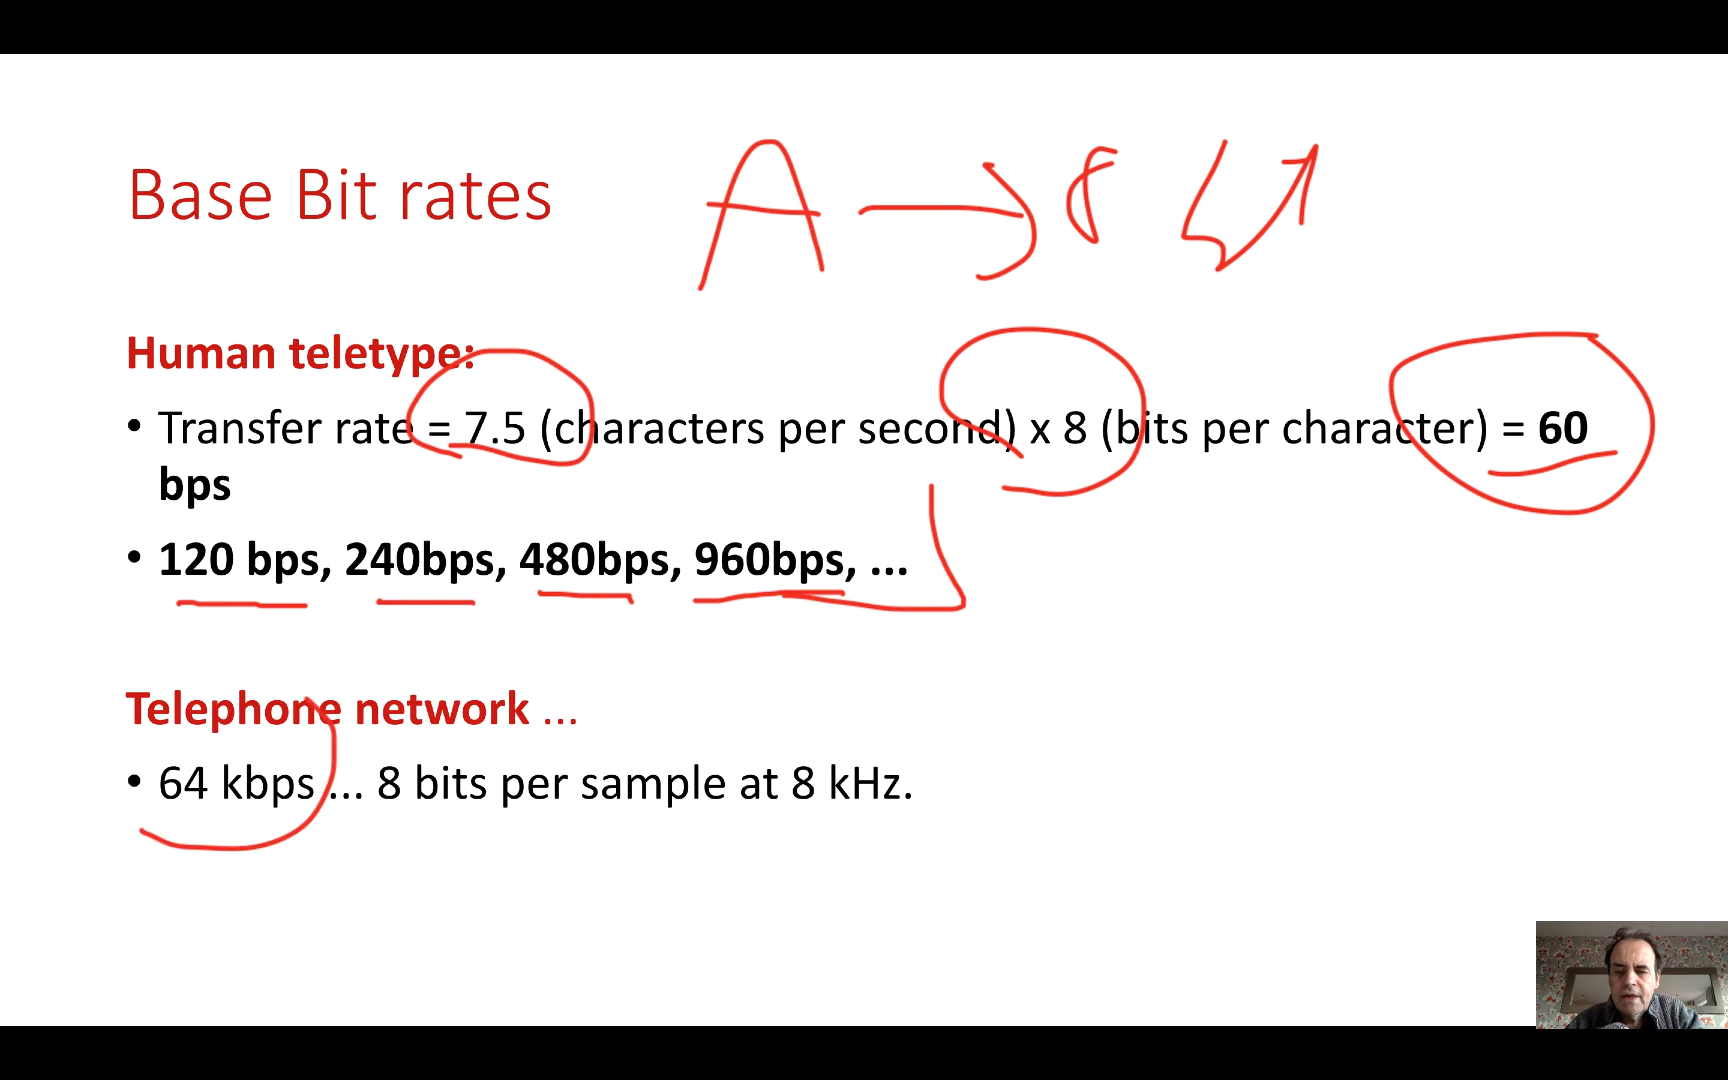 Base Bit rates
A → 8
Human teletype:
• Transfer rate = 7.5 (characters per second) x 8 (bits per character) = 60
bps
• 120 bps, 240bps, 480bps, 960bps, ...
Telephone network ...
• 64 kbps ... 8 bits per sample at 8 kHz.